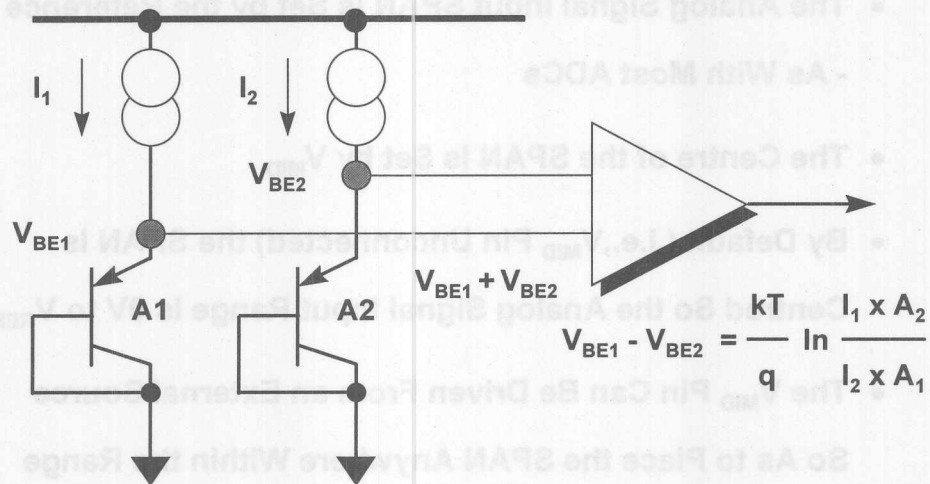 • The Analog Signal Input SPAN Is Set by the Reference
- As With Most ADCs
• The Centre of the SPAN Is Set by VMID
• By Default (i.e., VMID Pin Unconnected) the SPAN Is
Centred So the Analog Signal Input Range Is 0V to VREF
• The VMID Pin Can Be Driven From an External Source
So As to Place the SPAN Anywhere Within the Range
I1
I2
VBE2
VBE1
A1
A2
VBE1 + VBE2
VBE1 - VBE2 = kT/q ln I1 x A2 / I2 x A1